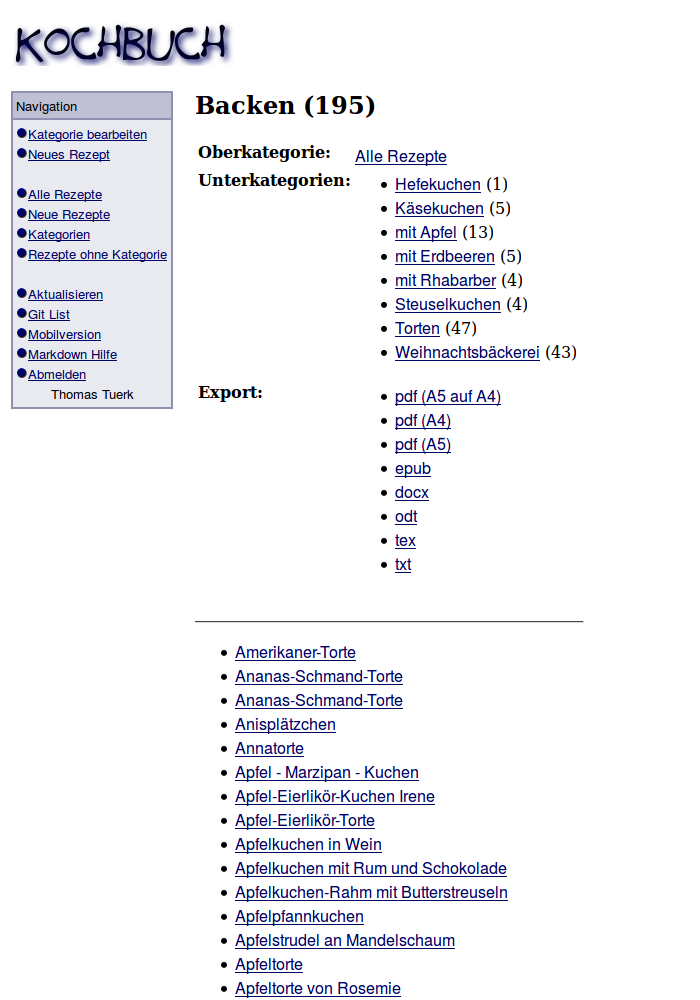 KOCHBUCH
Navigation
Kategorie bearbeiten
Neues Rezept
Alle Rezepte
Neue Rezepte
Kategorien
Rezepte ohne Kategorie
Aktualisieren
Git List
Mobilversion
Markdown Hilfe
Abmelden
Thomas Tuerk
Backen (195)
Oberkategorie: Alle Rezepte
Unterkategorien:
Hefekuchen (1)
Käsekuchen (5)
mit Apfel (13)
mit Erdbeeren (5)
mit Rhabarber (4)
Steuselkuchen (4)
Torten (47)
Weihnachtsbäckerei (43)
Export:
pdf (A5 auf A4)
pdf (A4)
pdf (A5)
epub
docx
odt
tex
txt
Amerikaner-Torte
Ananas-Schmand-Torte
Ananas-Schmand-Torte
Anisplätzchen
Annatorte
Apfel - Marzipan - Kuchen
Apfel-Eierlikör-Kuchen Irene
Apfel-Eierlikör-Torte
Apfelkuchen in Wein
Apfelkuchen mit Rum und Schokolade
Apfelkuchen-Rahm mit Butterstreuseln
Apfelpfannkuchen
Apfelstrudel an Mandelschaum
Apfeltorte
Apfeltorte von Rosemie